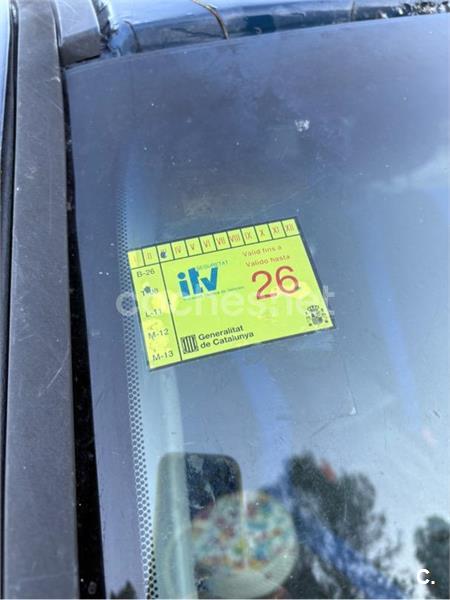 II IV V VI VII VIII IX X XI XII
B-26
SEGURETAT
itv
Vàlid fins a
Válido hasta
26
L-11
M-12
M-13
Generalitat
de Catalunya
coches.net
C.